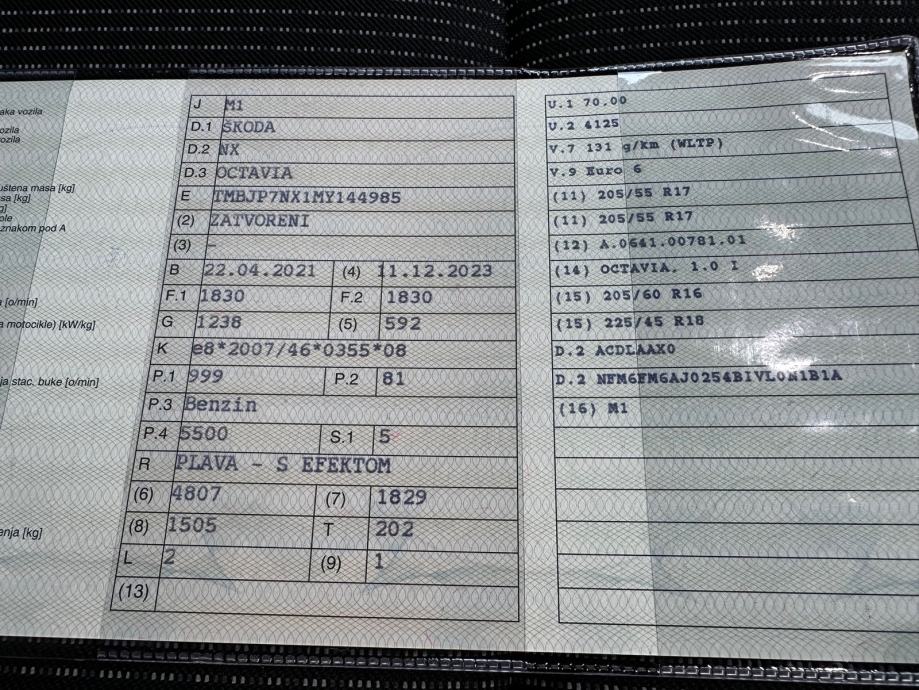 aka vozila
ozila
ozila
uštena masa [kg]
sa [kg]
g]
ole
znakom pod A
a [o/min]
a motocikle) [kW/kg]
ja stac. buke [o/min]
enja [kg]
J M1
D.1 ŠKODA
D.2 NX
D.3 OCTAVIA
E TMBJP7NX1MY144985
(2) ZATVORENI
(3) –
B 22.04.2021 (4) 11.12.2023
F.1 1830 F.2 1830
G 1238 (5) 592
K e8*2007/46*0355*08
P.1 999 P.2 81
P.3 Benzin
P.4 5500 S.1 5
R PLAVA - S EFEKTOM
(6) 4807 (7) 1829
(8) 1505 T 202
L 2 (9) 1
(13)
U.1 70.00
U.2 4125
V.7 131 g/km (WLTP)
V.9 Euro 6
(11) 205/55 R17
(11) 205/55 R17
(12) A.0641.00781.01
(14) OCTAVIA. 1.0 I
(15) 205/60 R16
(15) 225/45 R18
D.2 ACDLAAX0
D.2 NFM6FM6AJ0254BIVL0N1B1A
(16) M1